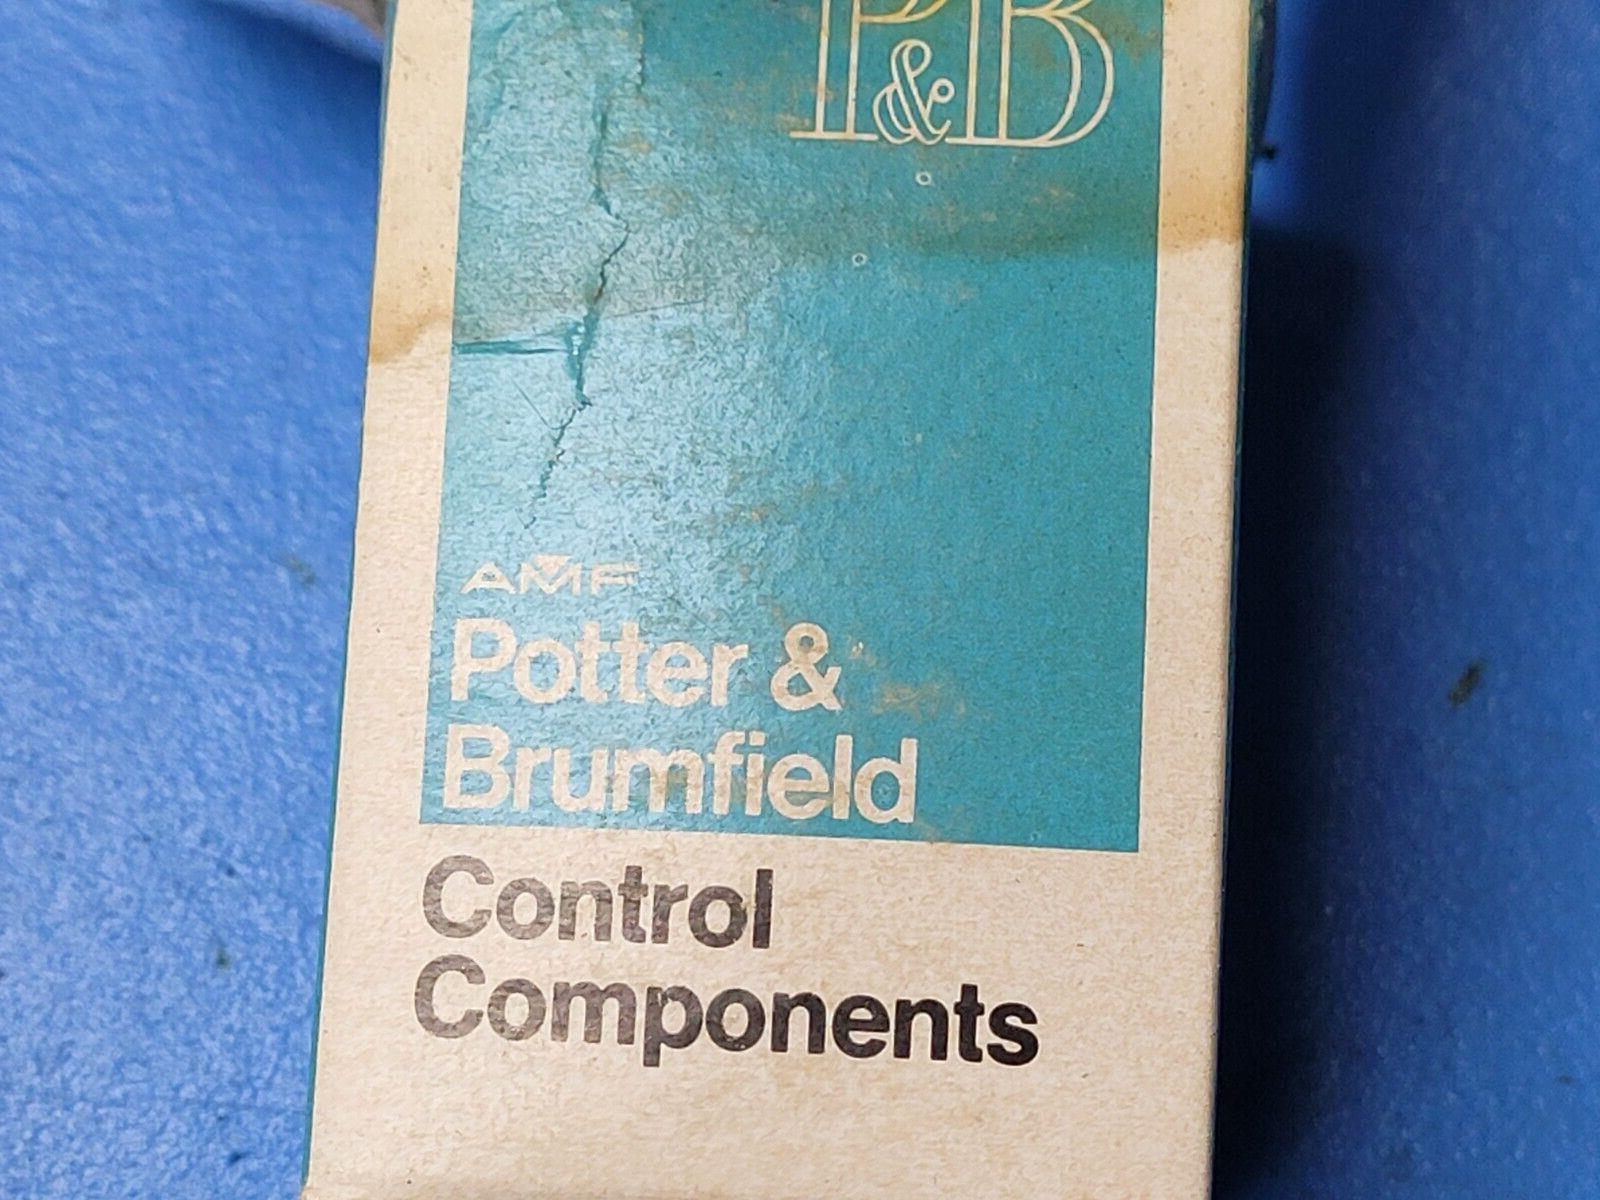 P&B
AMF
Potter &
Brumfield
Control
Components